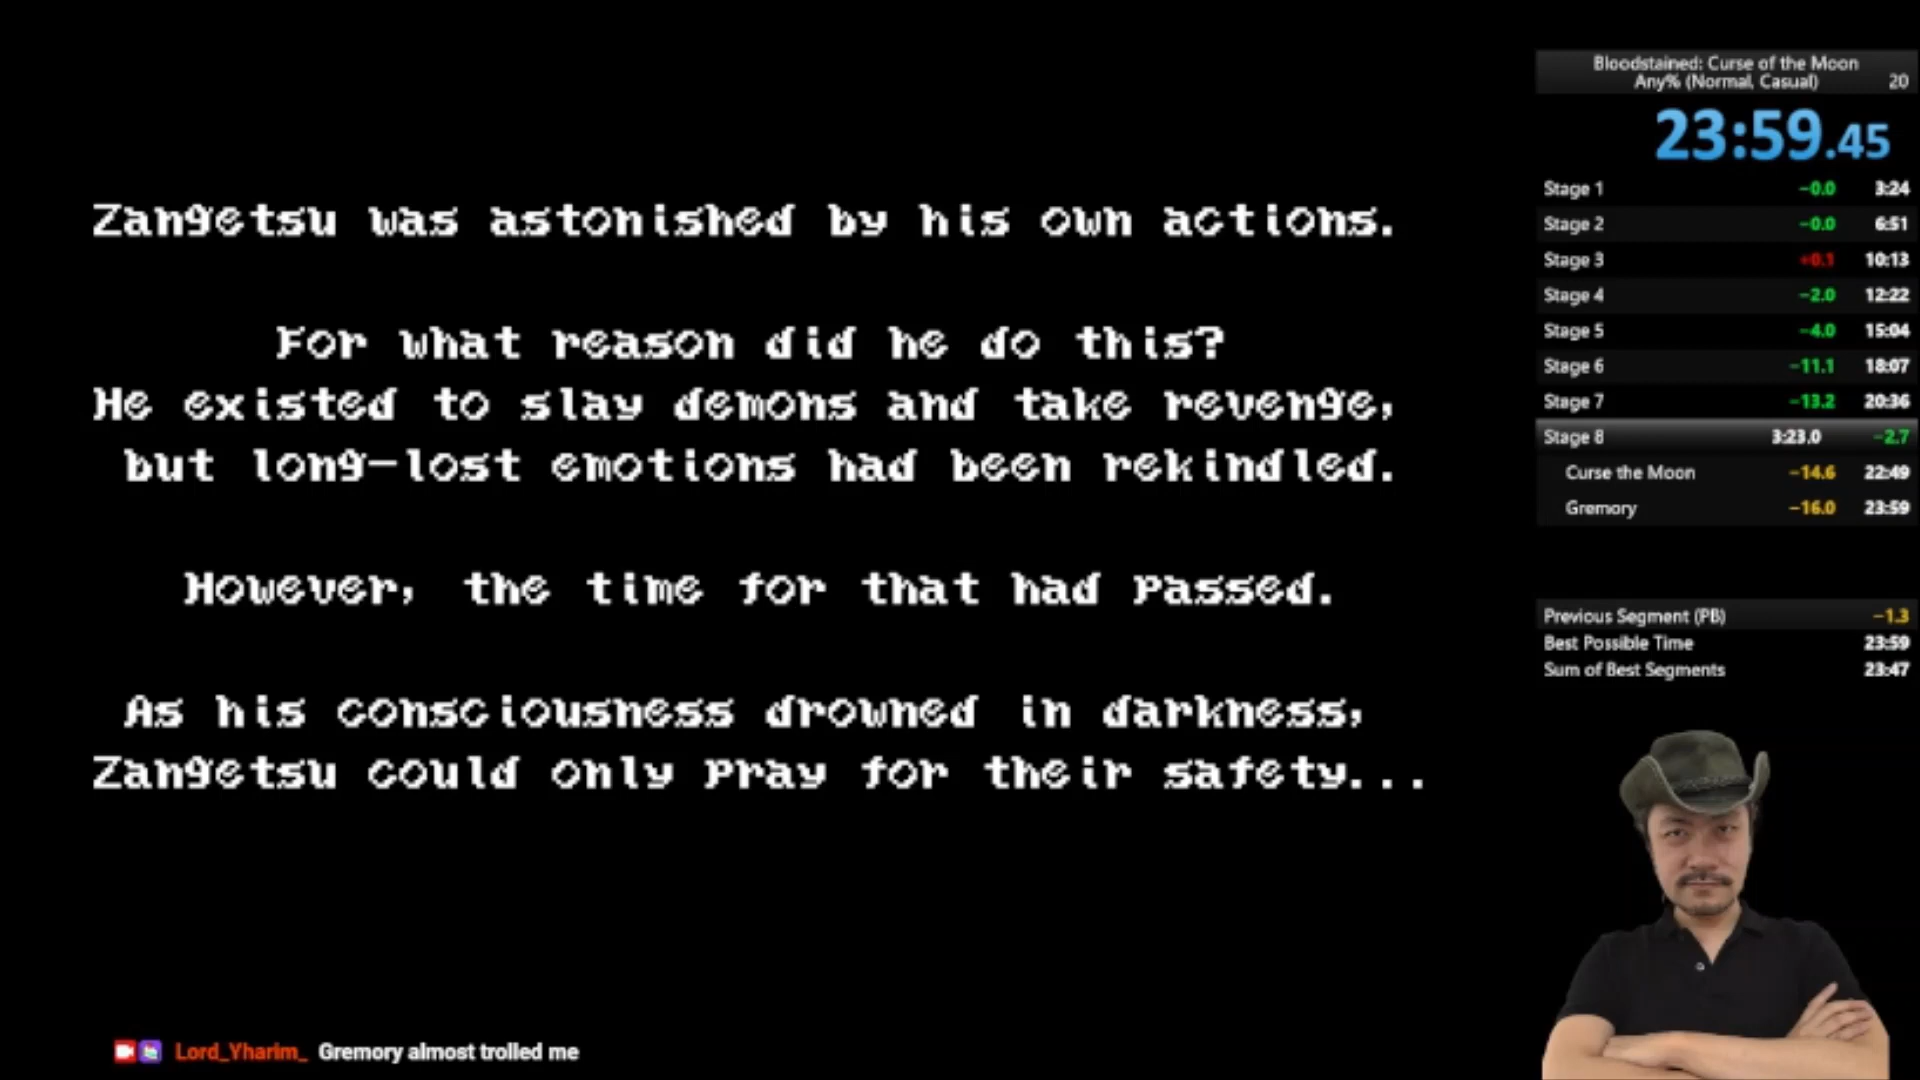 Zangetsu was astonished by his own actions.
For what reason did he do this?
He existed to slay demons and take revenge,
but long-lost emotions had been rekindled.
However, the time for that had passed.
As his consciousness drowned in darkness,
Zangetsu could only pray for their safety...
Lord_Yharim_ Gremory almost trolled me
Bloodstained: Curse of the Moon
Any% (Normal, Casual) 20
23:59.45
Stage 1 −0.0 3:24
Stage 2 −0.0 6:51
Stage 3 +0.1 10:13
Stage 4 −2.0 12:22
Stage 5 −4.0 15:04
Stage 6 −11.1 18:07
Stage 7 −13.2 20:36
Stage 8 3:23.0 −2.7
Curse the Moon −14.6 22:49
Gremory −16.0 23:59
Previous Segment (PB) −1.3
Best Possible Time 23:59
Sum of Best Segments 23:47